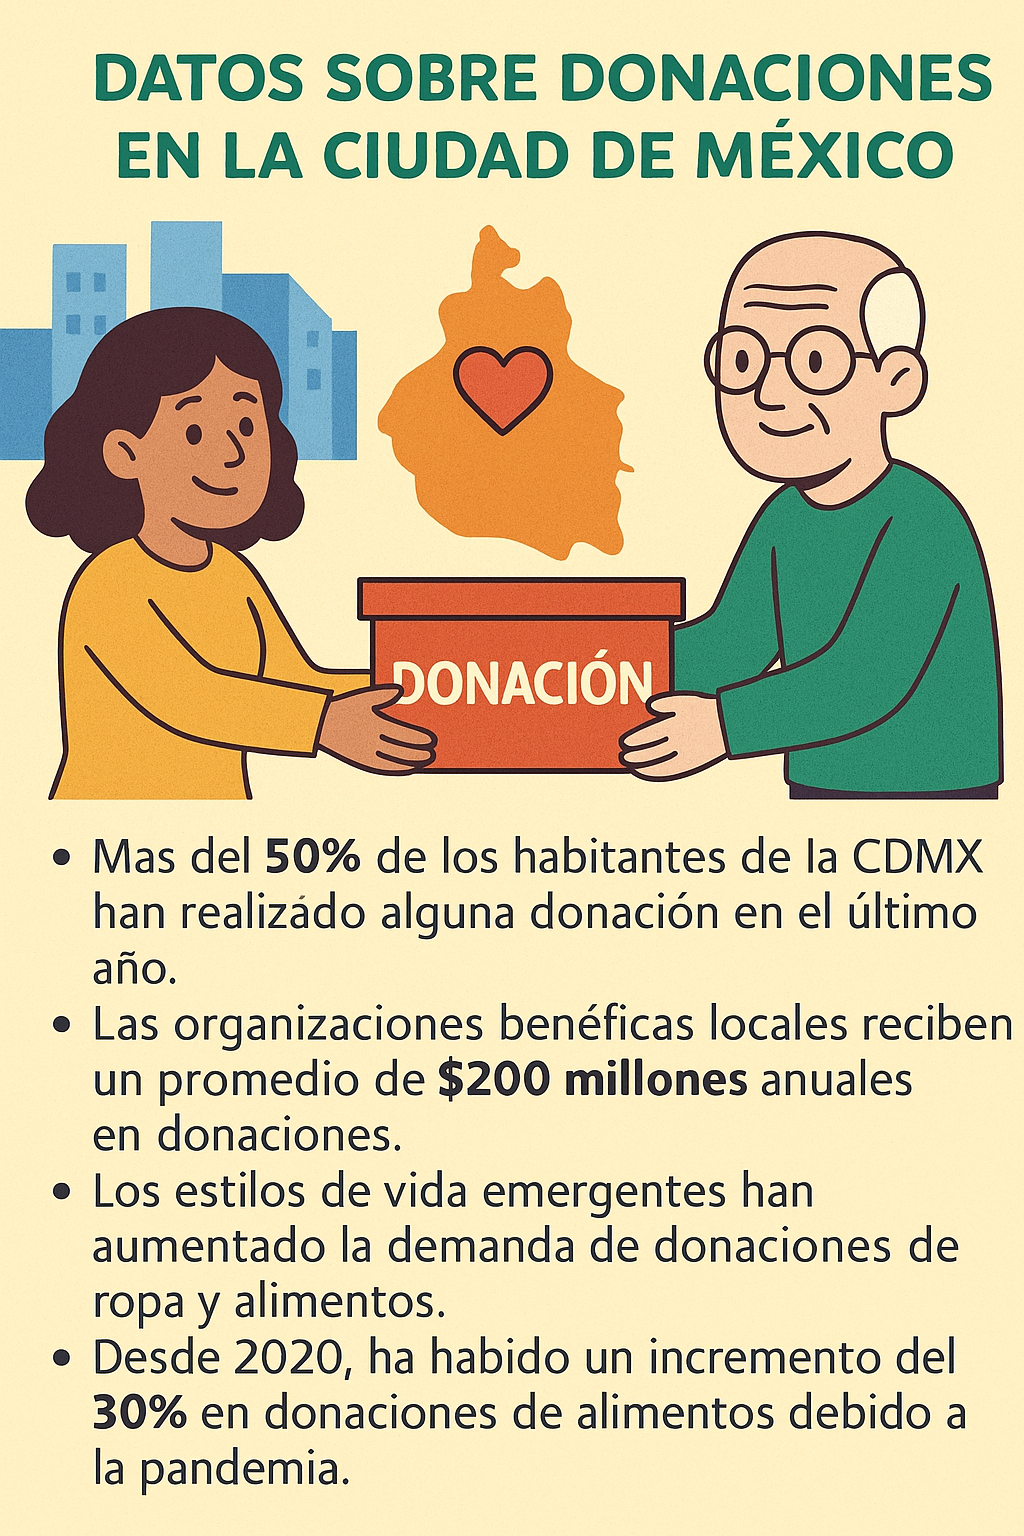 DATOS SOBRE DONACIONES
EN LA CIUDAD DE MÉXICO
DONACIÓN
• Mas del 50% de los habitantes de la CDMX
han realizádo alguna donación en el último
año.
• Las organizaciones benéficas locales reciben
un promedio de $200 millones anuales
en donaciones.
• Los estilos de vida emergentes han
aumentado la demanda de donaciones de
ropa y alimentos.
• Desde 2020, ha habido un incremento del
30% en donaciones de alimentos debido a
la pandemia.